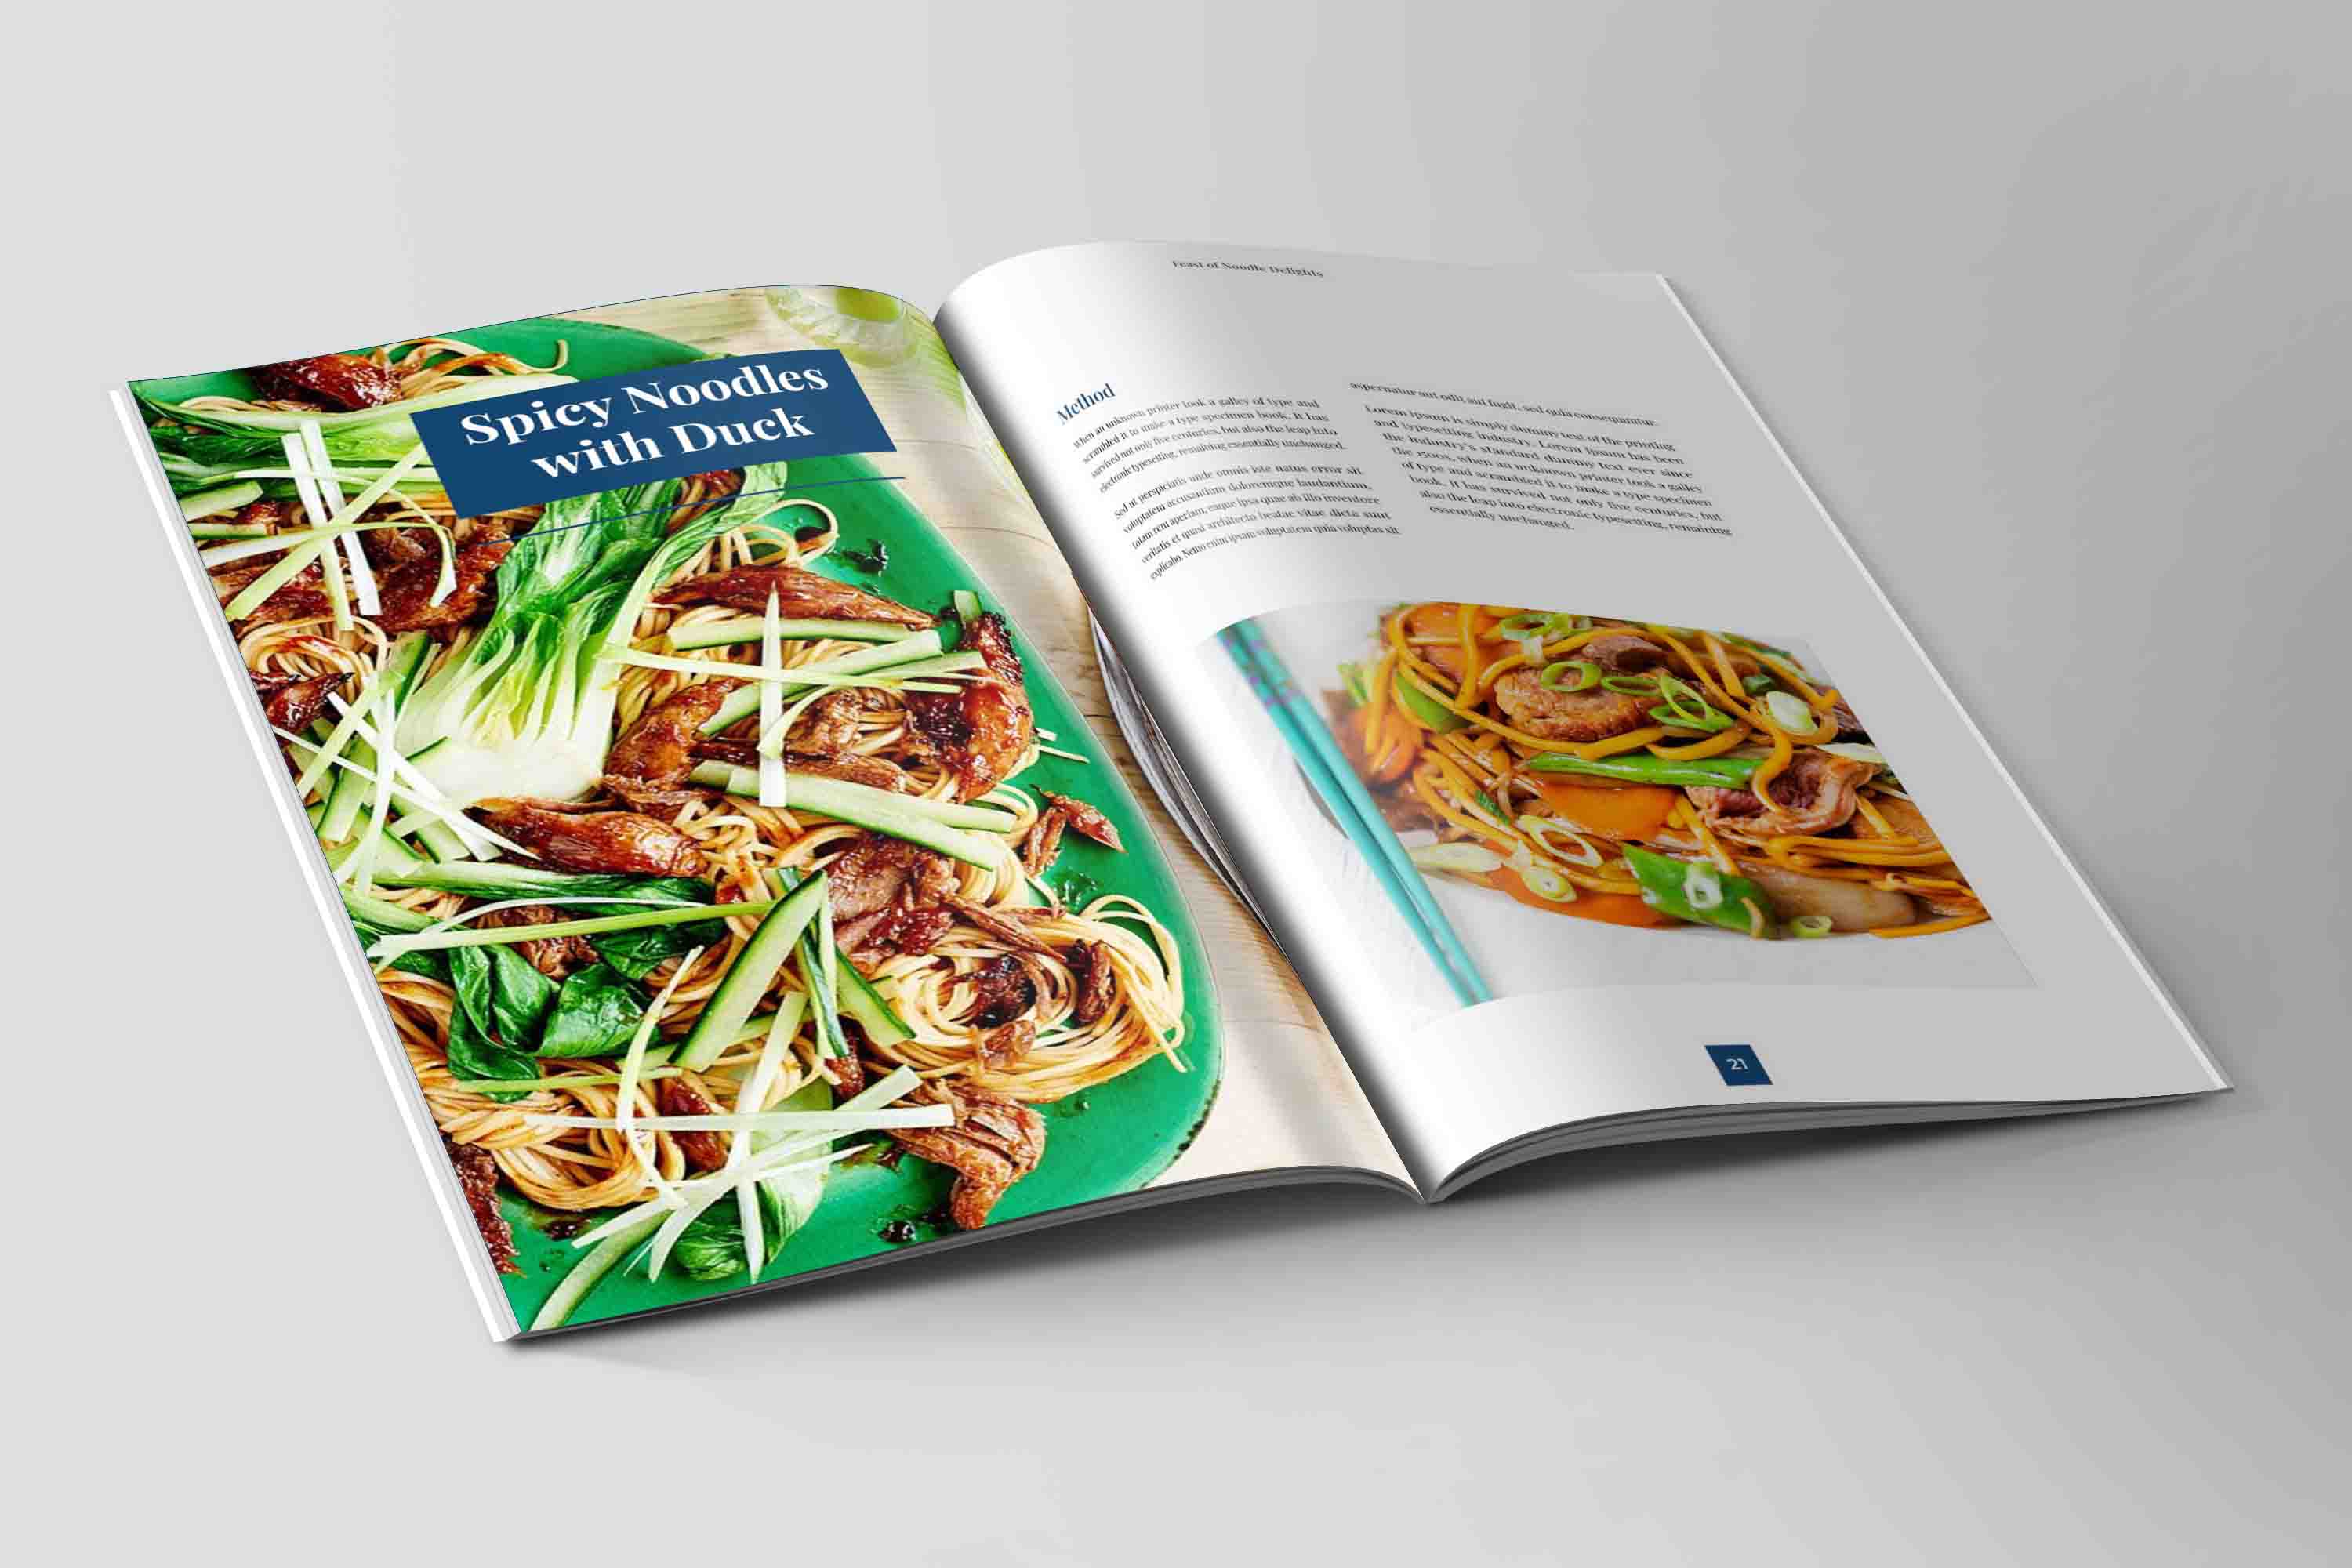 Spicy Noodles
with Duck
Feast of Noodle Delights
Method
When an unknown printer took a galley of type and
scrambled it to make a type specimen book. It has
survived not only five centuries, but also the leap into
electronic typesetting, remaining essentially unchanged.
Sed ut perspiciatis unde omnis iste natus error sit
voluptatem accusantium doloremque laudantium,
totam rem aperiam, eaque ipsa quae ab illo inventore
veritatis et quasi architecto beatae vitae dicta sunt
explicabo. Nemo enim ipsam voluptatem quia voluptas sit
aspernatur aut odit aut fugit, sed quia consequuntur.
Lorem ipsum is simply dummy text of the printing
and typesetting industry. Lorem Ipsum has been
the industry's standard dummy text ever since
the 1500s, when an unknown printer took a galley
of type and scrambled it to make a type specimen
book. It has survived not only five centuries, but
also the leap into electronic typesetting, remaining
essentially unchanged.
21